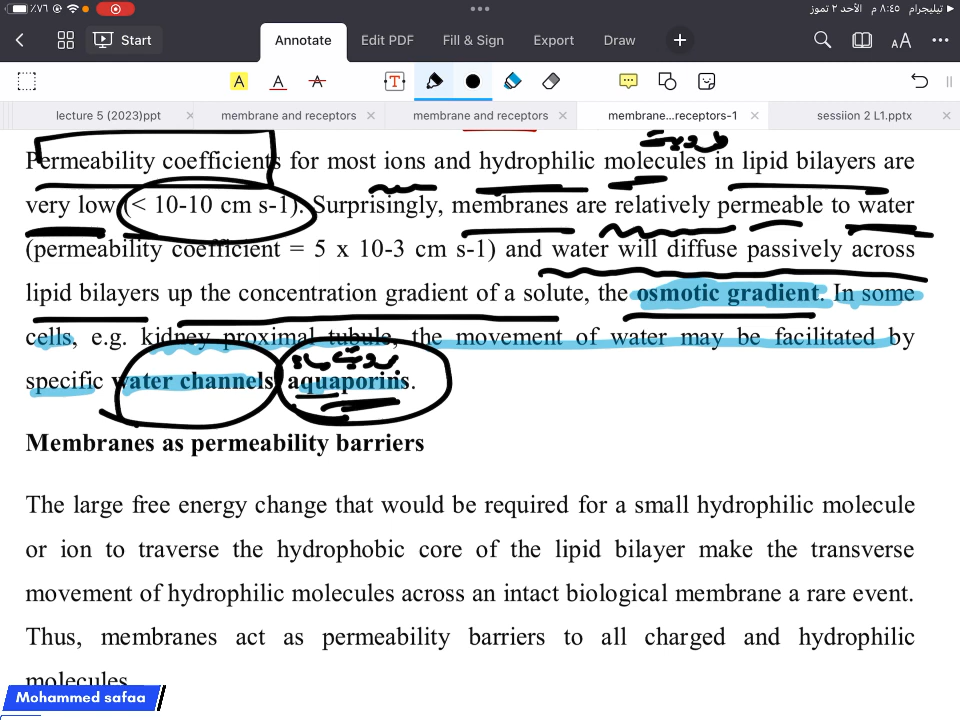 ٪٧٦ تيليجرام ٨:٤٥ م الأحد ٢ تموز
Start Annotate Edit PDF Fill & Sign Export Draw
A A A T AA
lecture 5 (2023)ppt × membrane and receptors × membrane and receptors × membrane...receptors-1 × sessiion 2 L1.pptx
Permeability coefficients for most ions and hydrophilic molecules in lipid bilayers are
very low (< 10-10 cm s-1). Surprisingly, membranes are relatively permeable to water
(permeability coefficient = 5 x 10-3 cm s-1) and water will diffuse passively across
lipid bilayers up the concentration gradient of a solute, the osmotic gradient. In some
cells, e.g. kidney proximal tubule, the movement of water may be facilitated by
specific water channels, aquaporins.
Membranes as permeability barriers
The large free energy change that would be required for a small hydrophilic molecule
or ion to traverse the hydrophobic core of the lipid bilayer make the transverse
movement of hydrophilic molecules across an intact biological membrane a rare event.
Thus, membranes act as permeability barriers to all charged and hydrophilic
molecules.
Mohammed safaa